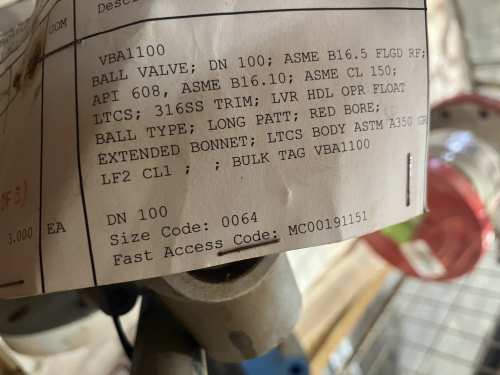 UOM
VBA1100
BALL VALVE; DN 100; ASME B16.5 FLGD RF;
API 608, ASME B16.10; ASME CL 150;
LTCS; 316SS TRIM; LVR HDL OPR FLOAT
BALL TYPE; LONG PATT; RED BORE;
EXTENDED BONNET; LTCS BODY ASTM A350 GR
LF2 CL1 ; ; BULK TAG VBA1100
3.000 EA
DN 100
Size Code: 0064
Fast Access Code: MC00191151